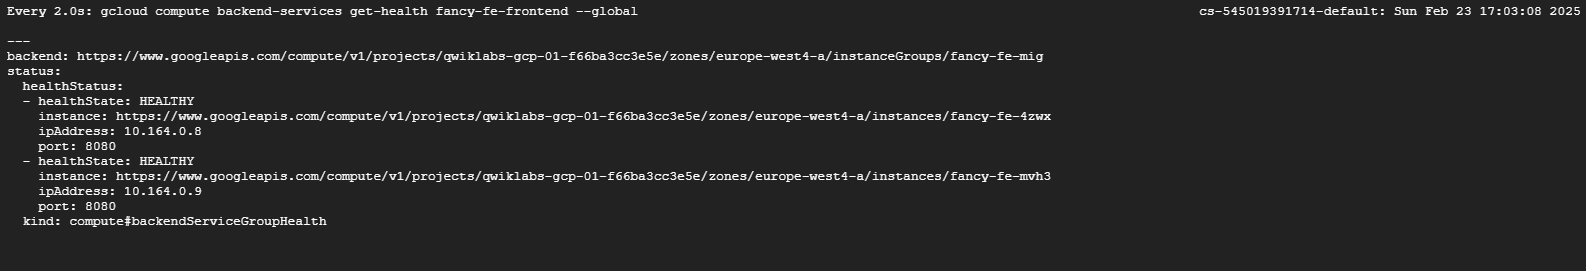 Every 2.0s: gcloud compute backend-services get-health fancy-fe-frontend --global cs-545019391714-default: Sun Feb 23 17:03:08 2025
---
backend: https://www.googleapis.com/compute/v1/projects/qwiklabs-gcp-01-f66ba3cc3e5e/zones/europe-west4-a/instanceGroups/fancy-fe-mig
status:
  healthStatus:
  - healthState: HEALTHY
    instance: https://www.googleapis.com/compute/v1/projects/qwiklabs-gcp-01-f66ba3cc3e5e/zones/europe-west4-a/instances/fancy-fe-4zwx
    ipAddress: 10.164.0.8
    port: 8080
  - healthState: HEALTHY
    instance: https://www.googleapis.com/compute/v1/projects/qwiklabs-gcp-01-f66ba3cc3e5e/zones/europe-west4-a/instances/fancy-fe-mvh3
    ipAddress: 10.164.0.9
    port: 8080
  kind: compute#backendServiceGroupHealth